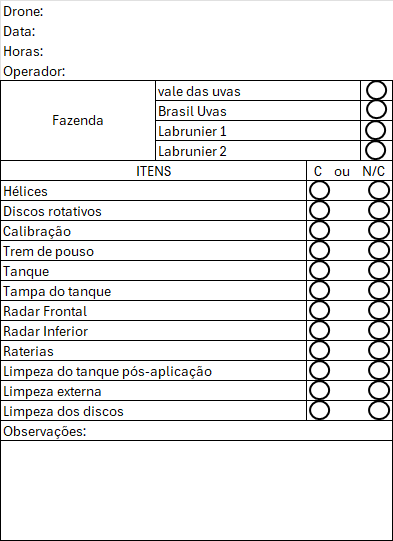 Drone:
Data:
Horas:
Operador:
Fazenda
vale das uvas
Brasil Uvas
Labrunier 1
Labrunier 2
ITENS C ou N/C
Hélices
Discos rotativos
Calibração
Trem de pouso
Tanque
Tampa do tanque
Radar Frontal
Radar Inferior
Raterias
Limpeza do tanque pós-aplicação
Limpeza externa
Limpeza dos discos
Observações: